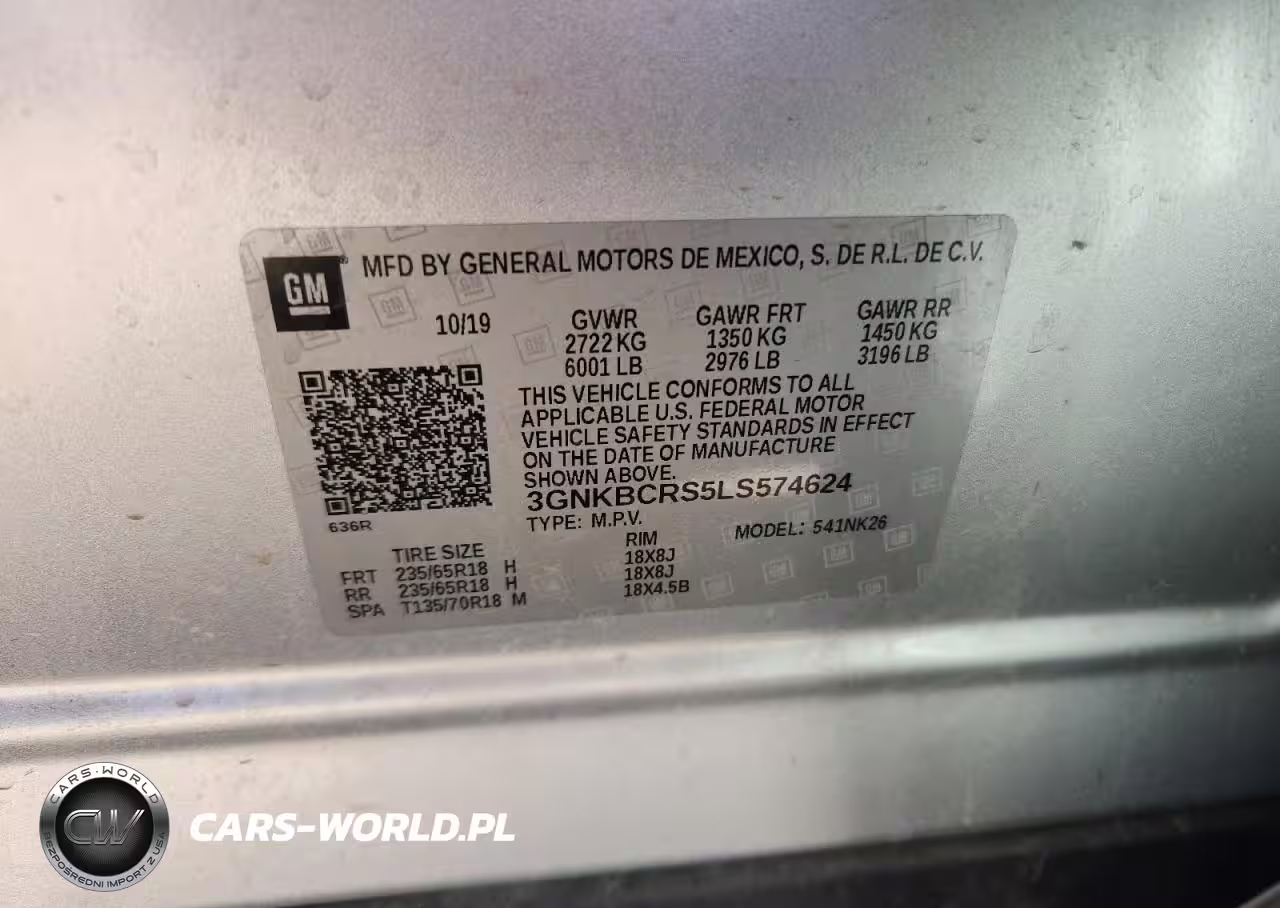 GM
MFD BY GENERAL MOTORS DE MEXICO, S. DE R.L. DE C.V.
10/19
GVWR GAWR FRT GAWR RR
2722 KG 1350 KG 1450 KG
6001 LB 2976 LB 3196 LB
THIS VEHICLE CONFORMS TO ALL
APPLICABLE U.S. FEDERAL MOTOR
VEHICLE SAFETY STANDARDS IN EFFECT
ON THE DATE OF MANUFACTURE
SHOWN ABOVE.
3GNKBCRS5LS574624
636R
TYPE: M.P.V. MODEL: 541NK26
TIRE SIZE RIM
FRT 235/65R18 H 18X8J
RR 235/65R18 H 18X8J
SPA T135/70R18 M 18X4.5B
CARS-WORLD
CW
BEZPOŚREDNI IMPORT Z USA
CARS-WORLD.PL